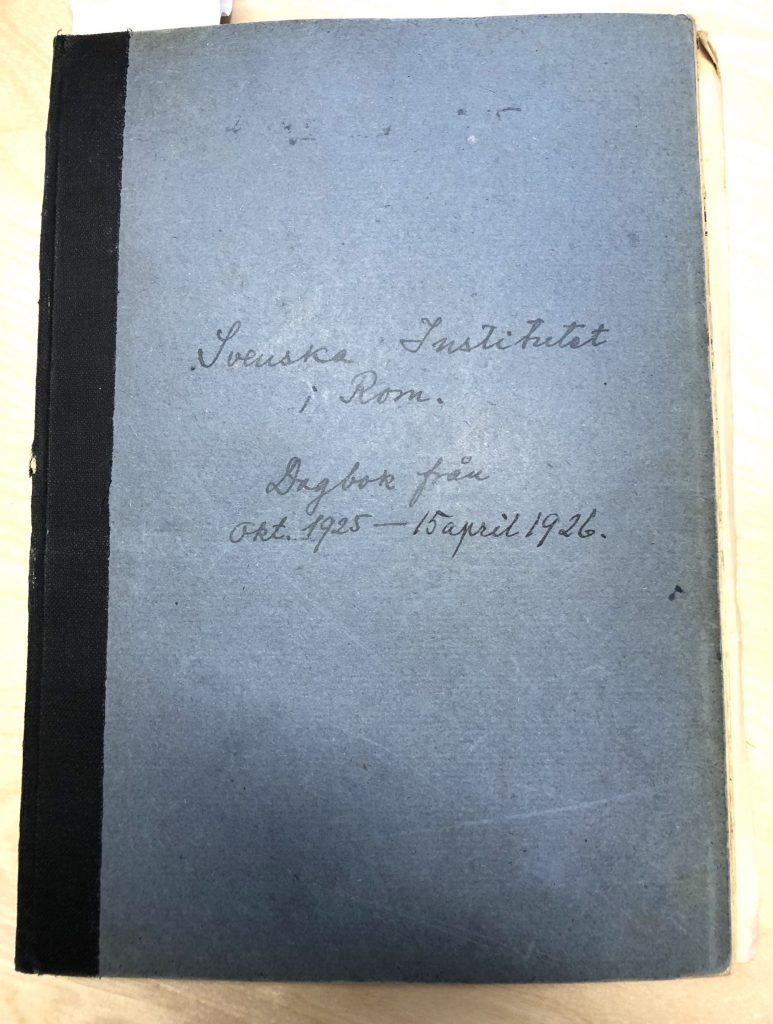 Svenska Institutet
i Rom.
Dagbok från
Okt. 1925 — 15 april 1926.